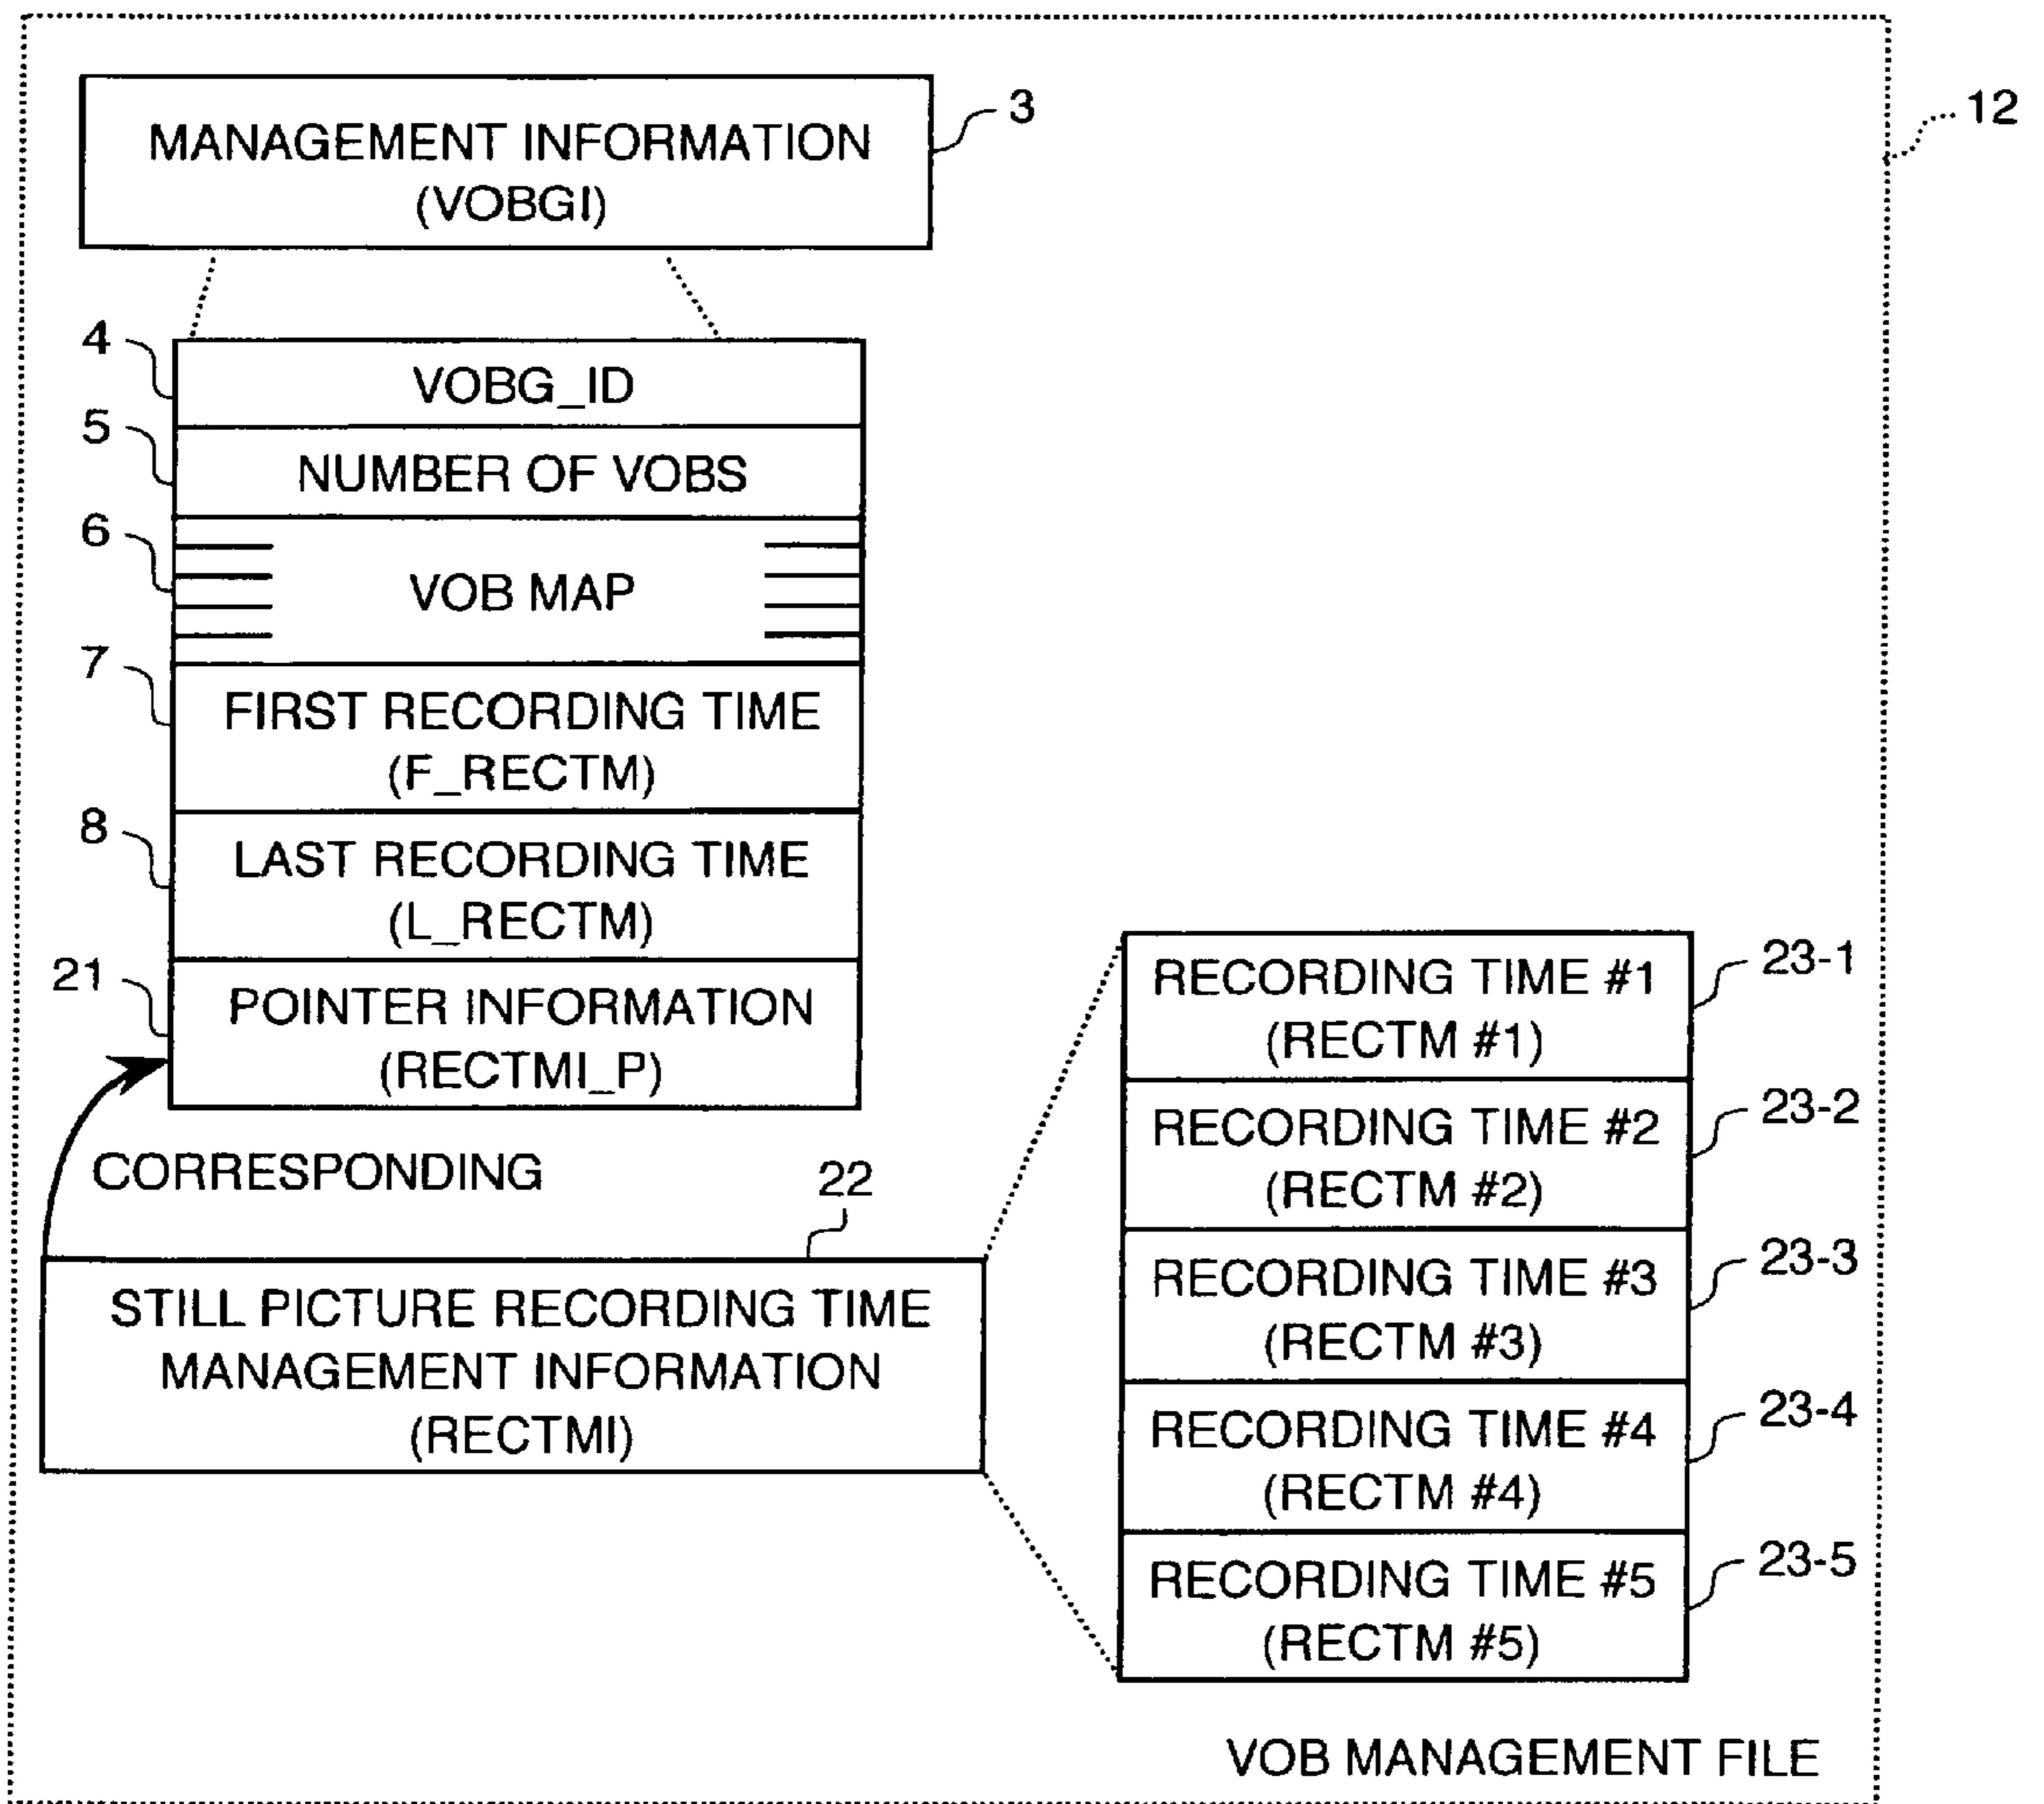 MANAGEMENT INFORMATION
(VOBGI)
3
12
4
VOBG_ID
5
NUMBER OF VOBS
6
VOB MAP
7
FIRST RECORDING TIME
(F_RECTM)
8
LAST RECORDING TIME
(L_RECTM)
21
POINTER INFORMATION
(RECTMI_P)
CORRESPONDING
22
STILL PICTURE RECORDING TIME
MANAGEMENT INFORMATION
(RECTMI)
RECORDING TIME #1
(RECTM #1)
23-1
RECORDING TIME #2
(RECTM #2)
23-2
RECORDING TIME #3
(RECTM #3)
23-3
RECORDING TIME #4
(RECTM #4)
23-4
RECORDING TIME #5
(RECTM #5)
23-5
VOB MANAGEMENT FILE